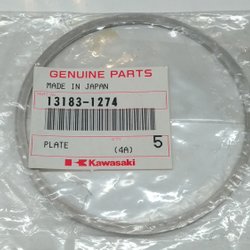 GENUINE PARTS
MADE IN JAPAN
13183-1274
5
PLATE (4A)
Kawasaki